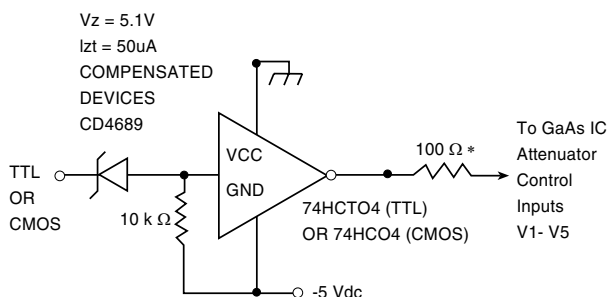 Vz = 5.1V
Izt = 50uA
COMPENSATED
DEVICES
CD4689
TTL
OR
CMOS
10 k Ω
VCC
GND
74HCTO4 (TTL)
OR 74HCO4 (CMOS)
-5 Vdc
100 Ω *
To GaAs IC
Attenuator
Control
Inputs
V1- V5